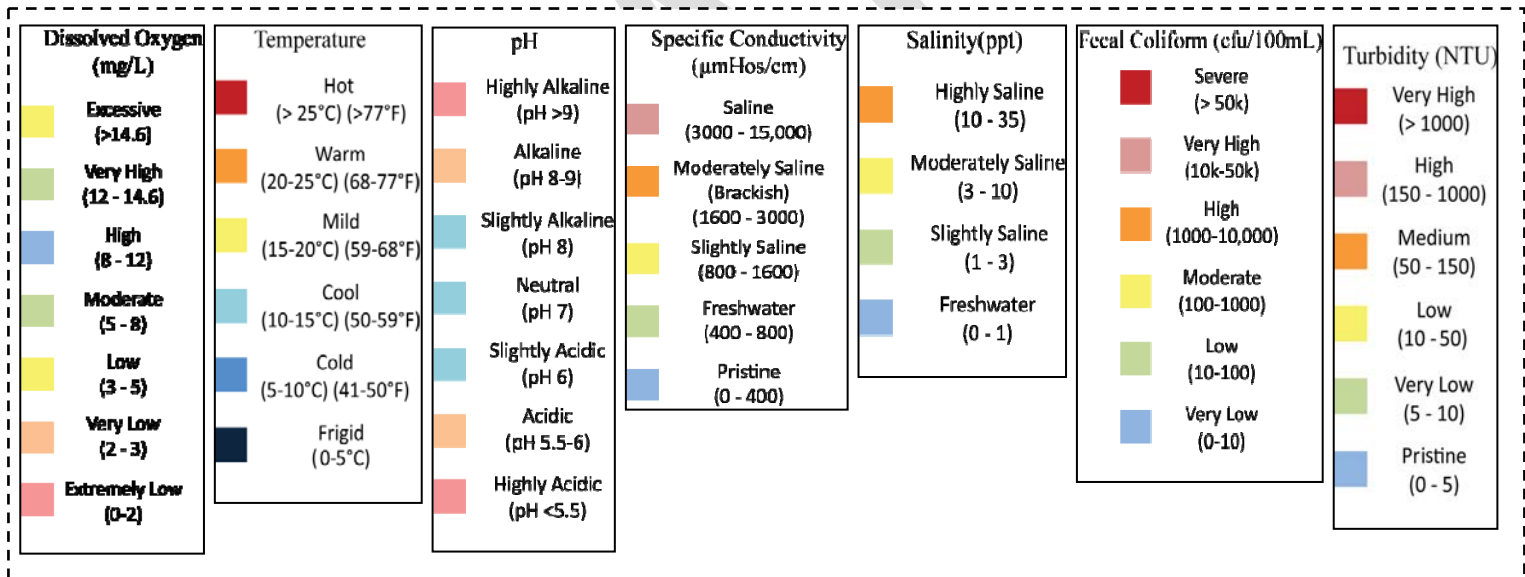 Dissolved Oxygen
(mg/L)
Excessive
(>14.6)
Very High
(12 - 14.6)
High
(8 - 12)
Moderate
(5 - 8)
Low
(3 - 5)
Very Low
(2 - 3)
Extremely Low
(0-2)
Temperature
Hot
(> 25°C) (>77°F)
Warm
(20-25°C) (68-77°F)
Mild
(15-20°C) (59-68°F)
Cool
(10-15°C) (50-59°F)
Cold
(5-10°C) (41-50°F)
Frigid
(0-5°C)
pH
Highly Alkaline
(pH >9)
Alkaline
(pH 8-9)
Slightly Alkaline
(pH 8)
Neutral
(pH 7)
Slightly Acidic
(pH 6)
Acidic
(pH 5.5-6)
Highly Acidic
(pH <5.5)
Specific Conductivity
(µmHos/cm)
Saline
(3000 - 15,000)
Moderately Saline
(Brackish)
(1600 - 3000)
Slightly Saline
(800 - 1600)
Freshwater
(400 - 800)
Pristine
(0 - 400)
Salinity(ppt)
Highly Saline
(10 - 35)
Moderately Saline
(3 - 10)
Slightly Saline
(1 - 3)
Freshwater
(0 - 1)
Fecal Coliform (cfu/100mL)
Severe
(> 50k)
Very High
(10k-50k)
High
(1000-10,000)
Moderate
(100-1000)
Low
(10-100)
Very Low
(0-10)
Turbidity (NTU)
Very High
(> 1000)
High
(150 - 1000)
Medium
(50 - 150)
Low
(10 - 50)
Very Low
(5 - 10)
Pristine
(0 - 5)